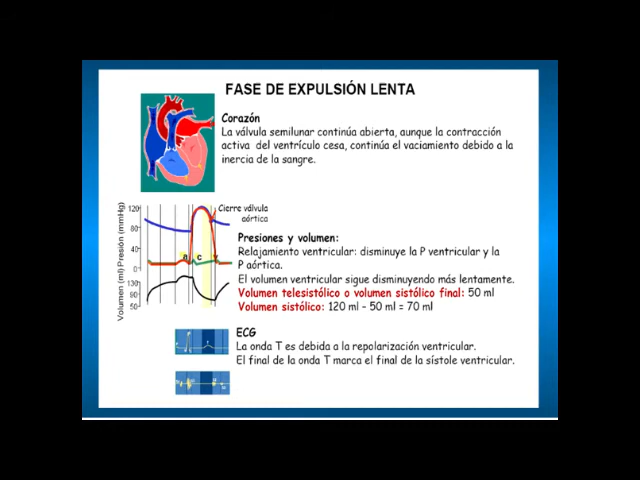 FASE DE EXPULSIÓN LENTA
Corazón
La válvula semilunar continúa abierta, aunque la contracción
activa del ventrículo cesa, continúa el vaciamiento debido a la
inercia de la sangre.
Cierre válvula
aórtica
Volumen (ml) Presión (mmHg)
120
80
40
0
130
90
50
a c v
Presiones y volumen:
Relajamiento ventricular: disminuye la P ventricular y la
P aórtica.
El volumen ventricular sigue disminuyendo más lentamente.
Volumen telesistólico o volumen sistólico final: 50 ml
Volumen sistólico: 120 ml - 50 ml = 70 ml
ECG
La onda T es debida a la repolarización ventricular.
El final de la onda T marca el final de la sístole ventricular.